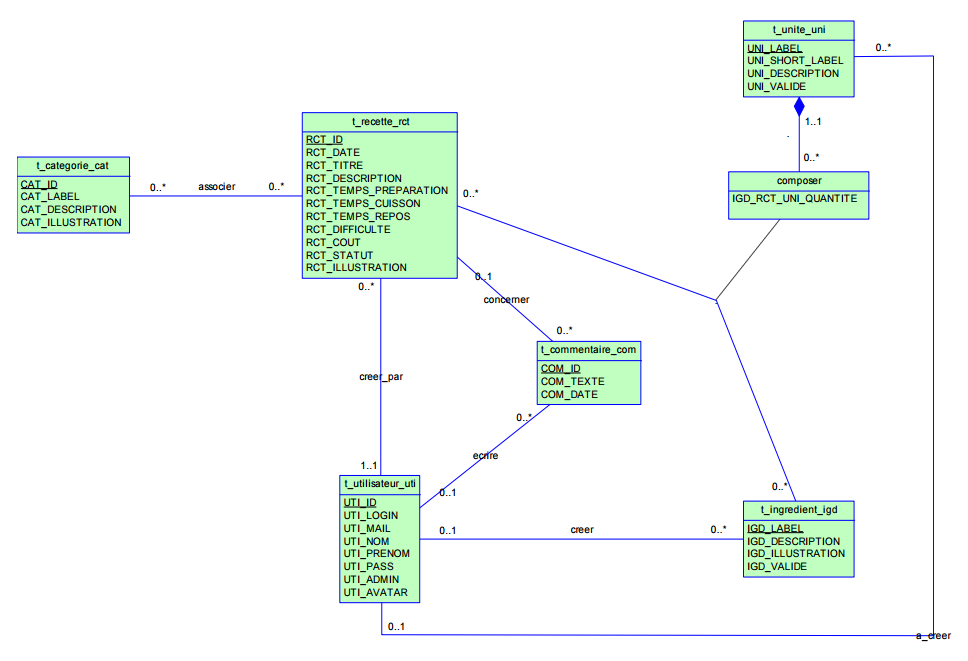 t_unite_uni
UNI_LABEL
UNI_SHORT_LABEL
UNI_DESCRIPTION
UNI_VALIDE
0..*
1..1
.
0..*
composer
IGD_RCT_UNI_QUANTITE
t_recette_rct
RCT_ID
RCT_DATE
RCT_TITRE
RCT_DESCRIPTION
RCT_TEMPS_PREPARATION
RCT_TEMPS_CUISSON
RCT_TEMPS_REPOS
RCT_DIFFICULTE
RCT_COUT
RCT_STATUT
RCT_ILLUSTRATION
t_categorie_cat
CAT_ID
CAT_LABEL
CAT_DESCRIPTION
CAT_ILLUSTRATION
0..*
associer
0..*
0..*
0..1
concerner
0..*
t_commentaire_com
COM_ID
COM_TEXTE
COM_DATE
0..*
creer_par
1..1
0..*
ecrire
0..1
t_utilisateur_uti
UTI_ID
UTI_LOGIN
UTI_MAIL
UTI_NOM
UTI_PRENOM
UTI_PASS
UTI_ADMIN
UTI_AVATAR
0..1
creer
0..*
0..*
t_ingredient_igd
IGD_LABEL
IGD_DESCRIPTION
IGD_ILLUSTRATION
IGD_VALIDE
0..1
a_creer